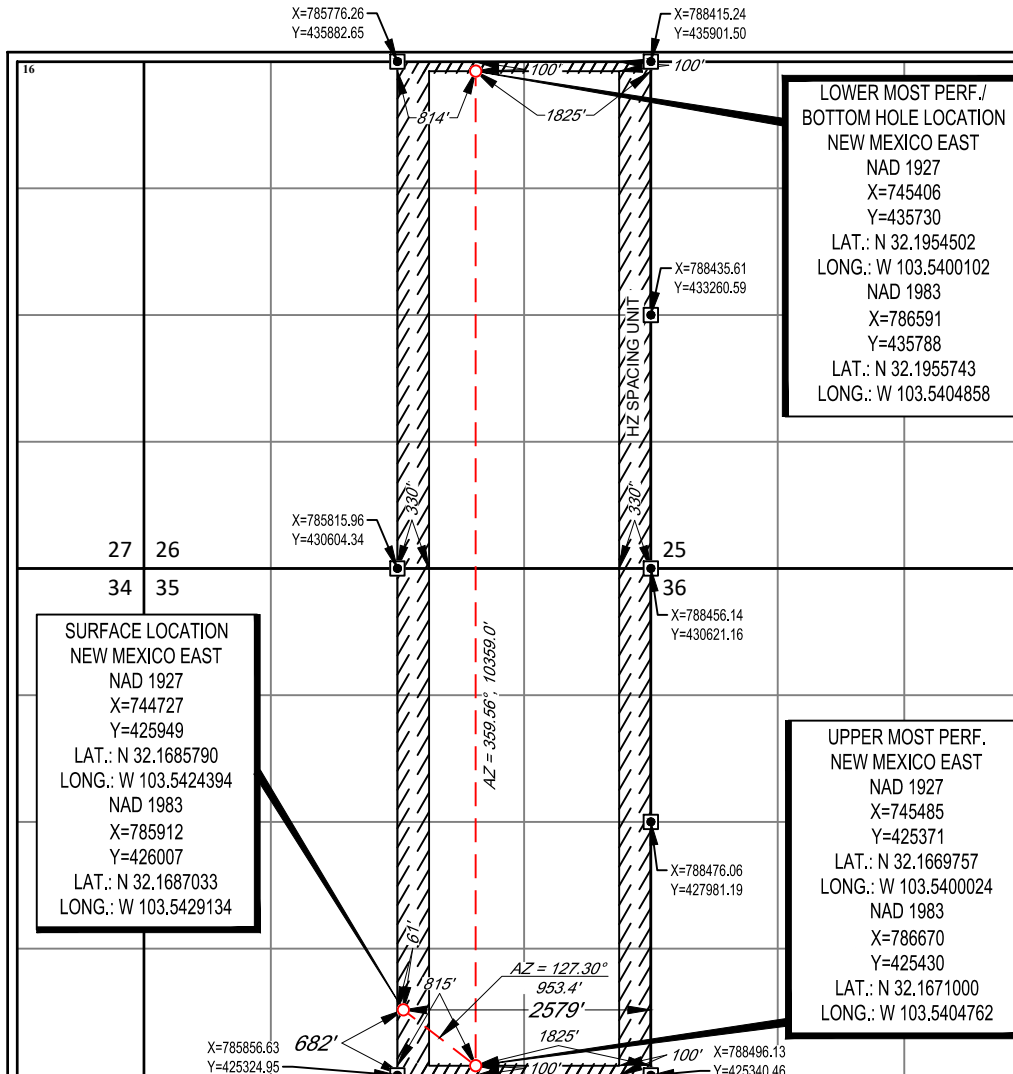 X=785776.26
Y=435882.65
X=788415.24
Y=435901.50
16
100'
100'
814'
1825'
LOWER MOST PERF./
BOTTOM HOLE LOCATION
NEW MEXICO EAST
NAD 1927
X=745406
Y=435730
LAT.: N 32.1954502
LONG.: W 103.5400102
NAD 1983
X=786591
Y=435788
LAT.: N 32.1955743
LONG.: W 103.5404858
X=788435.61
Y=433260.59
HZ SPACING UNIT
330'
330'
X=785815.96
Y=430604.34
27 26
25
34 35
36
X=788456.14
Y=430621.16
AZ = 359.56°, 10359.0'
SURFACE LOCATION
NEW MEXICO EAST
NAD 1927
X=744727
Y=425949
LAT.: N 32.1685790
LONG.: W 103.5424394
NAD 1983
X=785912
Y=426007
LAT.: N 32.1687033
LONG.: W 103.5429134
UPPER MOST PERF.
NEW MEXICO EAST
NAD 1927
X=745485
Y=425371
LAT.: N 32.1669757
LONG.: W 103.5400024
NAD 1983
X=786670
Y=425430
LAT.: N 32.1671000
LONG.: W 103.5404762
X=788476.06
Y=427981.19
61'
AZ = 127.30°
953.4'
815'
2579'
682'
1825'
100'
100'
X=785856.63
Y=425324.95
X=788496.13
Y=425340.46